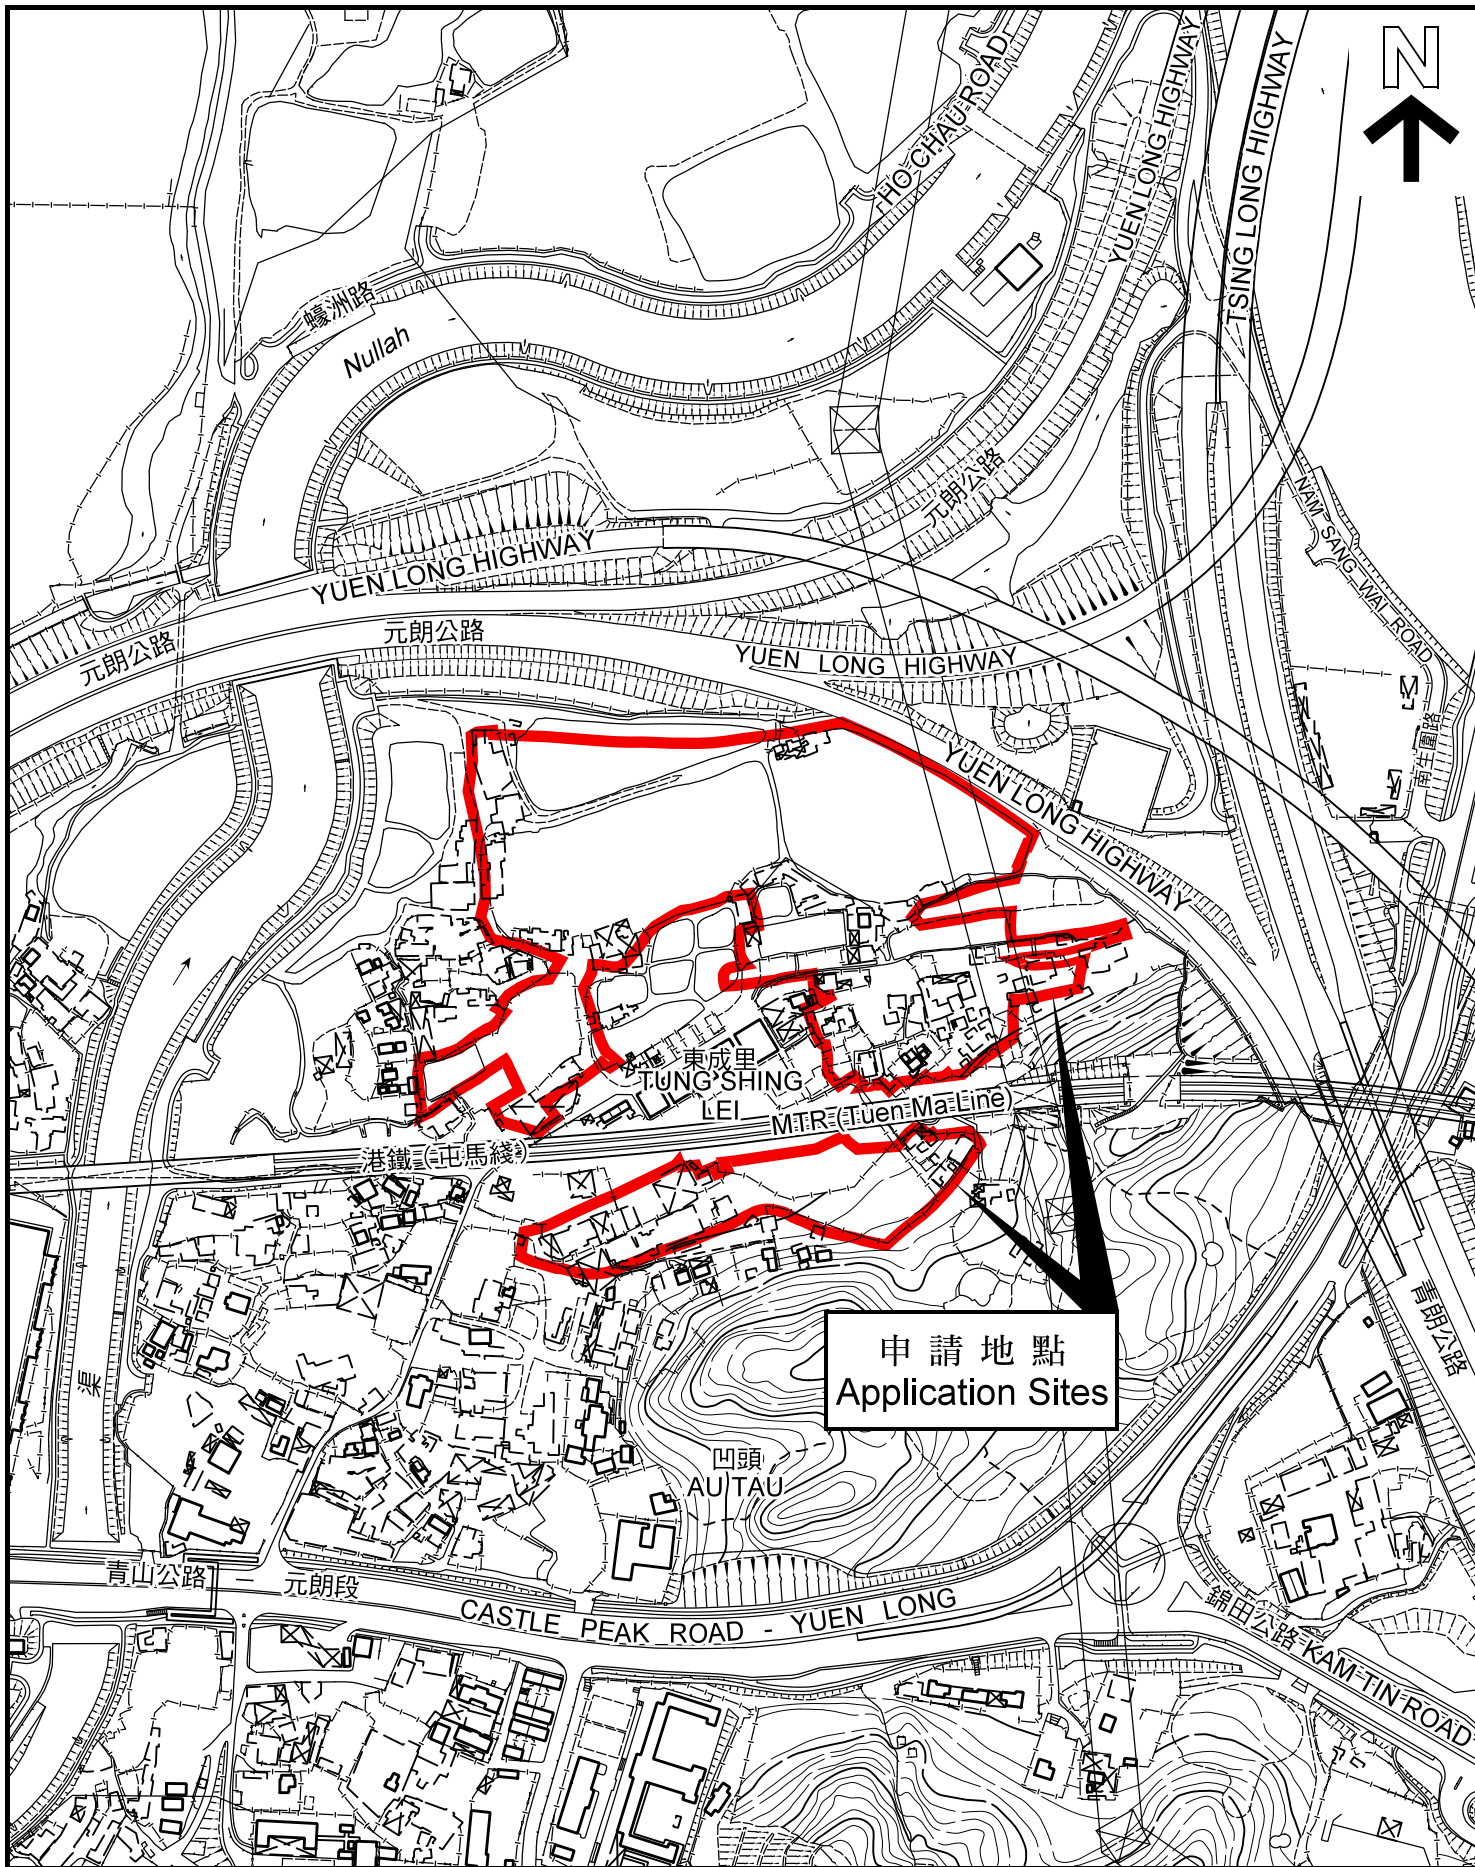 N
HO CHAU ROAD
YUEN LONG HIGHWAY
YUEN LONG HIGHWAY
TSING LONG HIGHWAY
蠔洲路
Nullah
元朗公路
NAM SANG WAI ROAD
YUEN LONG HIGHWAY
元朗公路
元朗公路
YUEN LONG HIGHWAY
南生圍路
YUEN LONG HIGHWAY
東成里
TUNG SHING
LEI
MTR (Tuen Ma Line)
港鐵（屯馬綫）
申請地點
Application Sites
青朗公路
渠
凹頭
AU TAU
青山公路 — 元朗段
CASTLE PEAK ROAD - YUEN LONG
錦田公路 KAM TIN ROAD